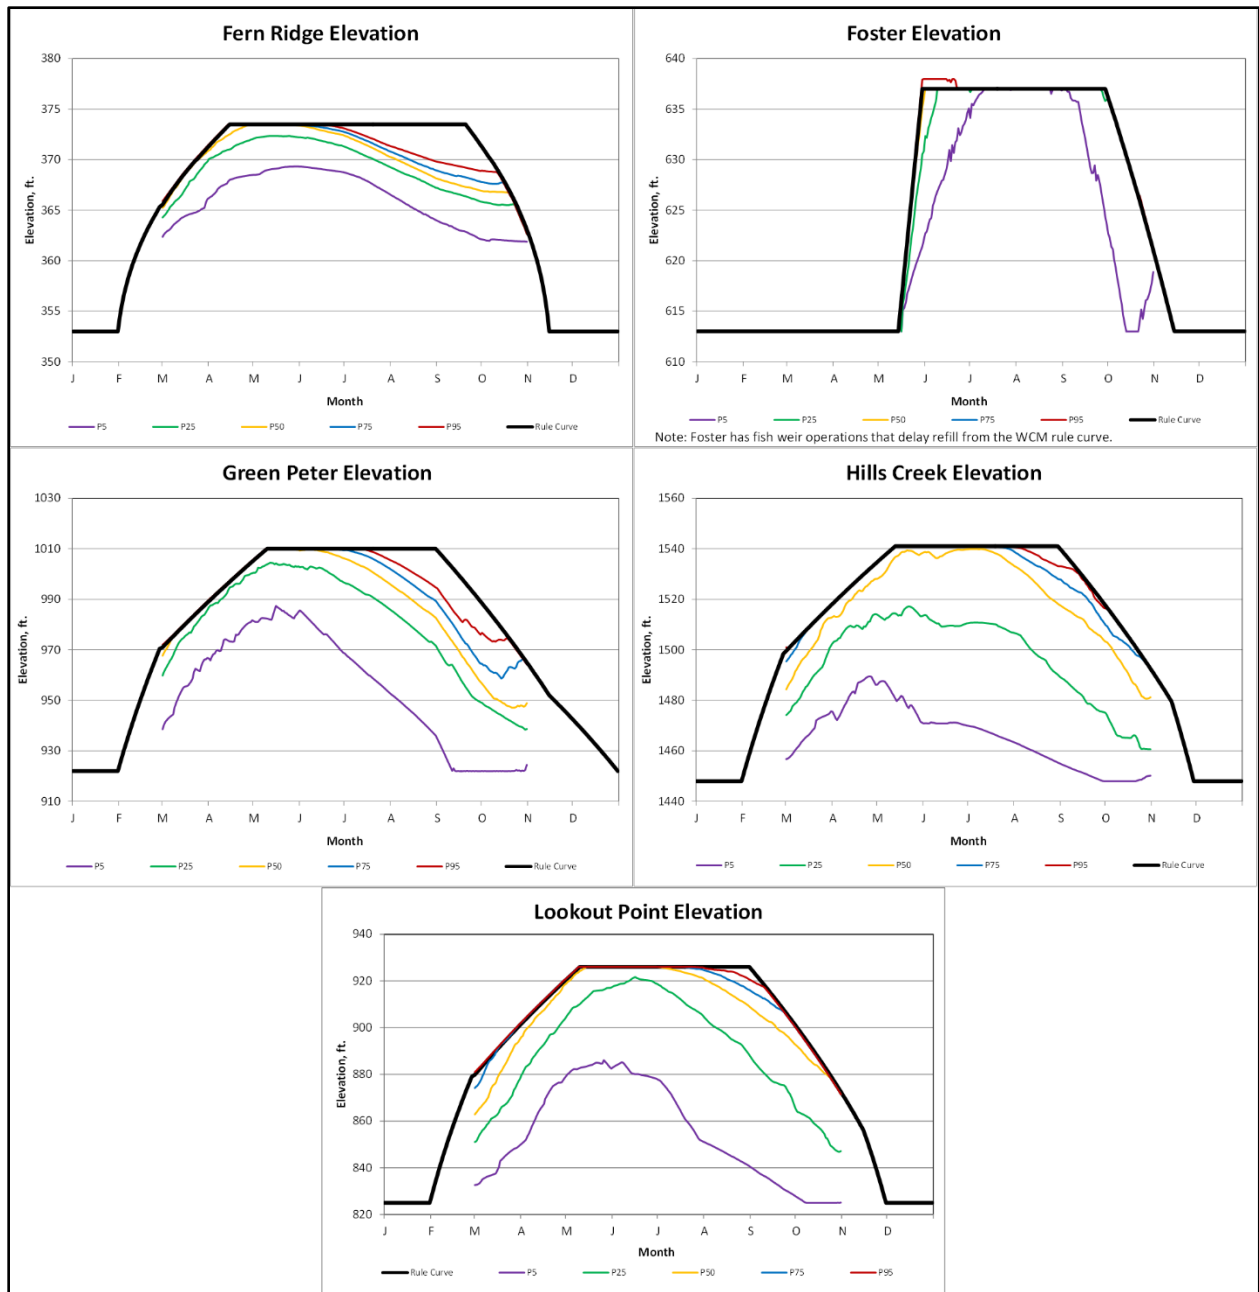 Fern Ridge Elevation
380
375
370
365
360
355
350
Elevation, ft.
J F M A M J J A S O N D
Month
P5 P25 P50 P75 P95 Rule Curve
Foster Elevation
640
635
630
625
620
615
610
Elevation, ft.
J F M A M J J A S O N D
Month
P5 P25 P50 P75 P95 Rule Curve
Note: Foster has fish weir operations that delay refill from the WCM rule curve.
Green Peter Elevation
1030
1010
990
970
950
930
910
Elevation, ft.
J F M A M J J A S O N D
Month
P5 P25 P50 P75 P95 Rule Curve
Hills Creek Elevation
1560
1540
1520
1500
1480
1460
1440
Elevation, ft.
J F M A M J J A S O N D
Month
P5 P25 P50 P75 P95 Rule Curve
Lookout Point Elevation
940
920
900
880
860
840
820
Elevation, ft.
J F M A M J J A S O N D
Month
Rule Curve P5 P25 P50 P75 P95